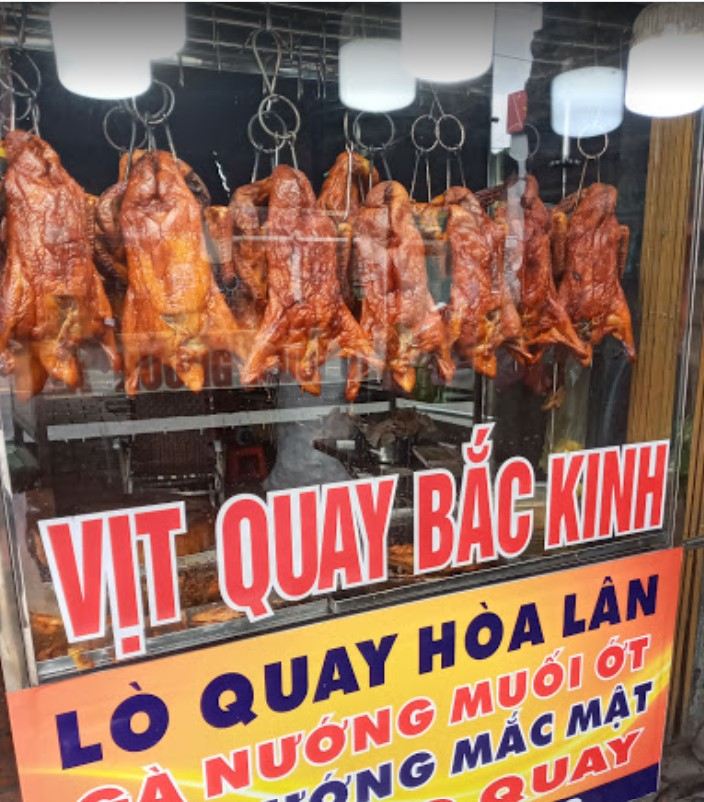 VỊT QUAY BẮC KINH
LÒ QUAY HÒA LÂN
GÀ NƯỚNG MUỐI ỚT
MẮC MẬT
QUAY